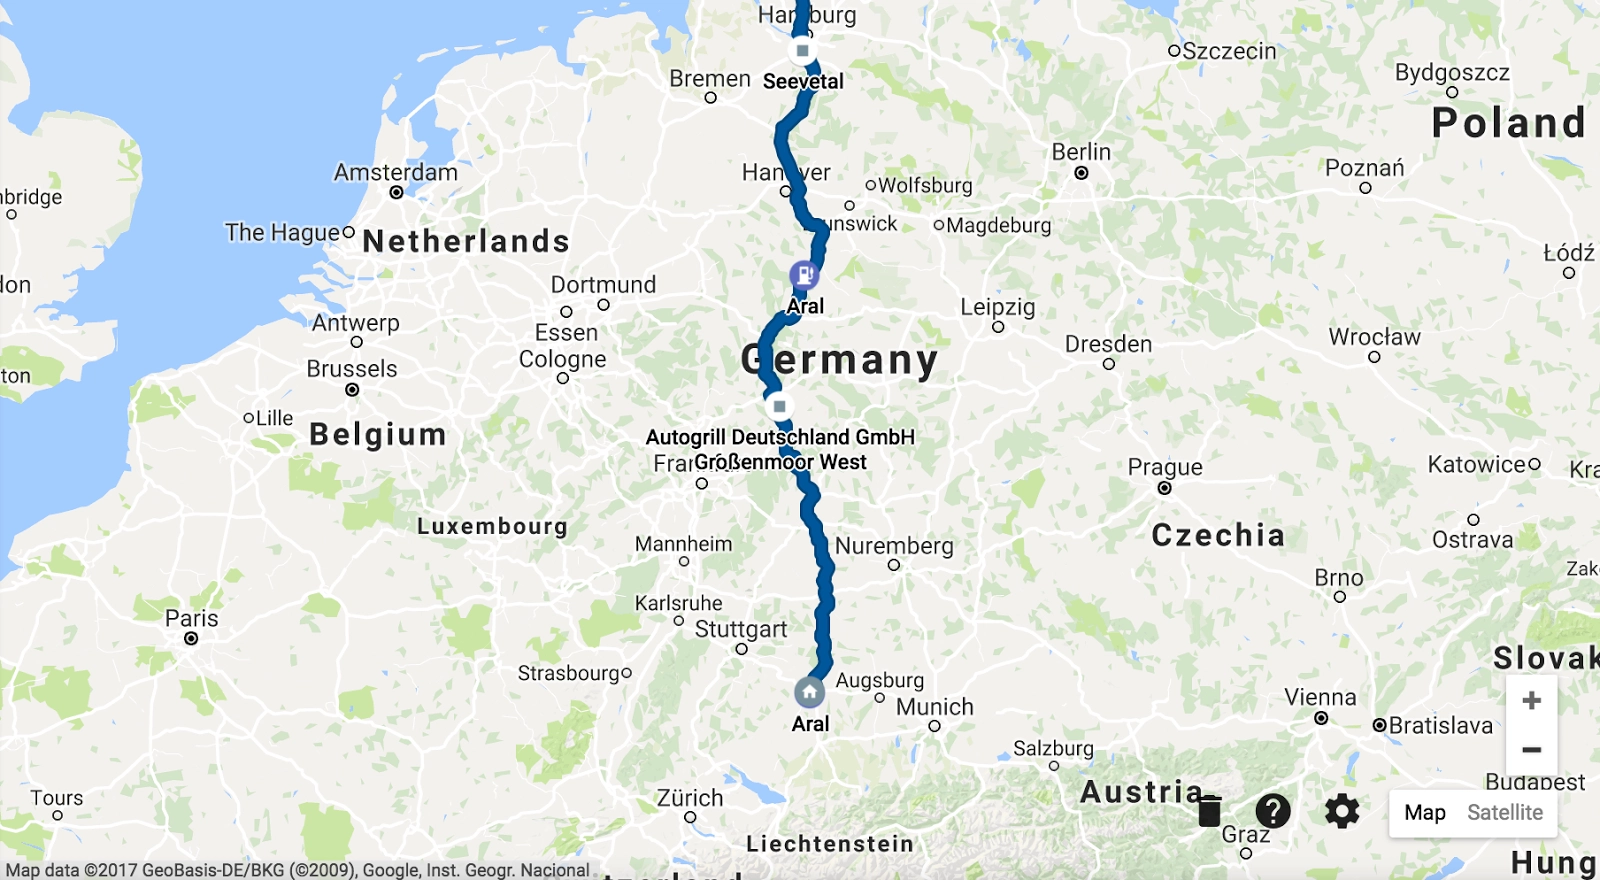 Hamburg
Szczecin
Bremen
Seevetal
Bydgoszcz
Poland
Amsterdam
Hanover
Berlin
Poznań
Wolfsburg
nbridge
The Hague
Netherlands
unswick
Magdeburg
Łódź
don
Dortmund
Aral
Leipzig
Antwerp
Essen
Wrocław
Dresden
Cologne
Germany
Brussels
ton
Lille
Belgium
Autogrill Deutschland GmbH
Großenmoor West
Fran
Prague
Katowice
Kra
Luxembourg
Mannheim
Nuremberg
Czechia
Ostrava
Zak
Brno
Karlsruhe
Paris
Stuttgart
Strasbourg
Augsburg
Slovak
Munich
Vienna
Aral
Bratislava
Salzburg
Budapest
Tours
Zürich
Austria
Map Satellite
Graz
Liechtenstein
Hung
Map data ©2017 GeoBasis-DE/BKG (©2009), Google, Inst. Geogr. Nacional